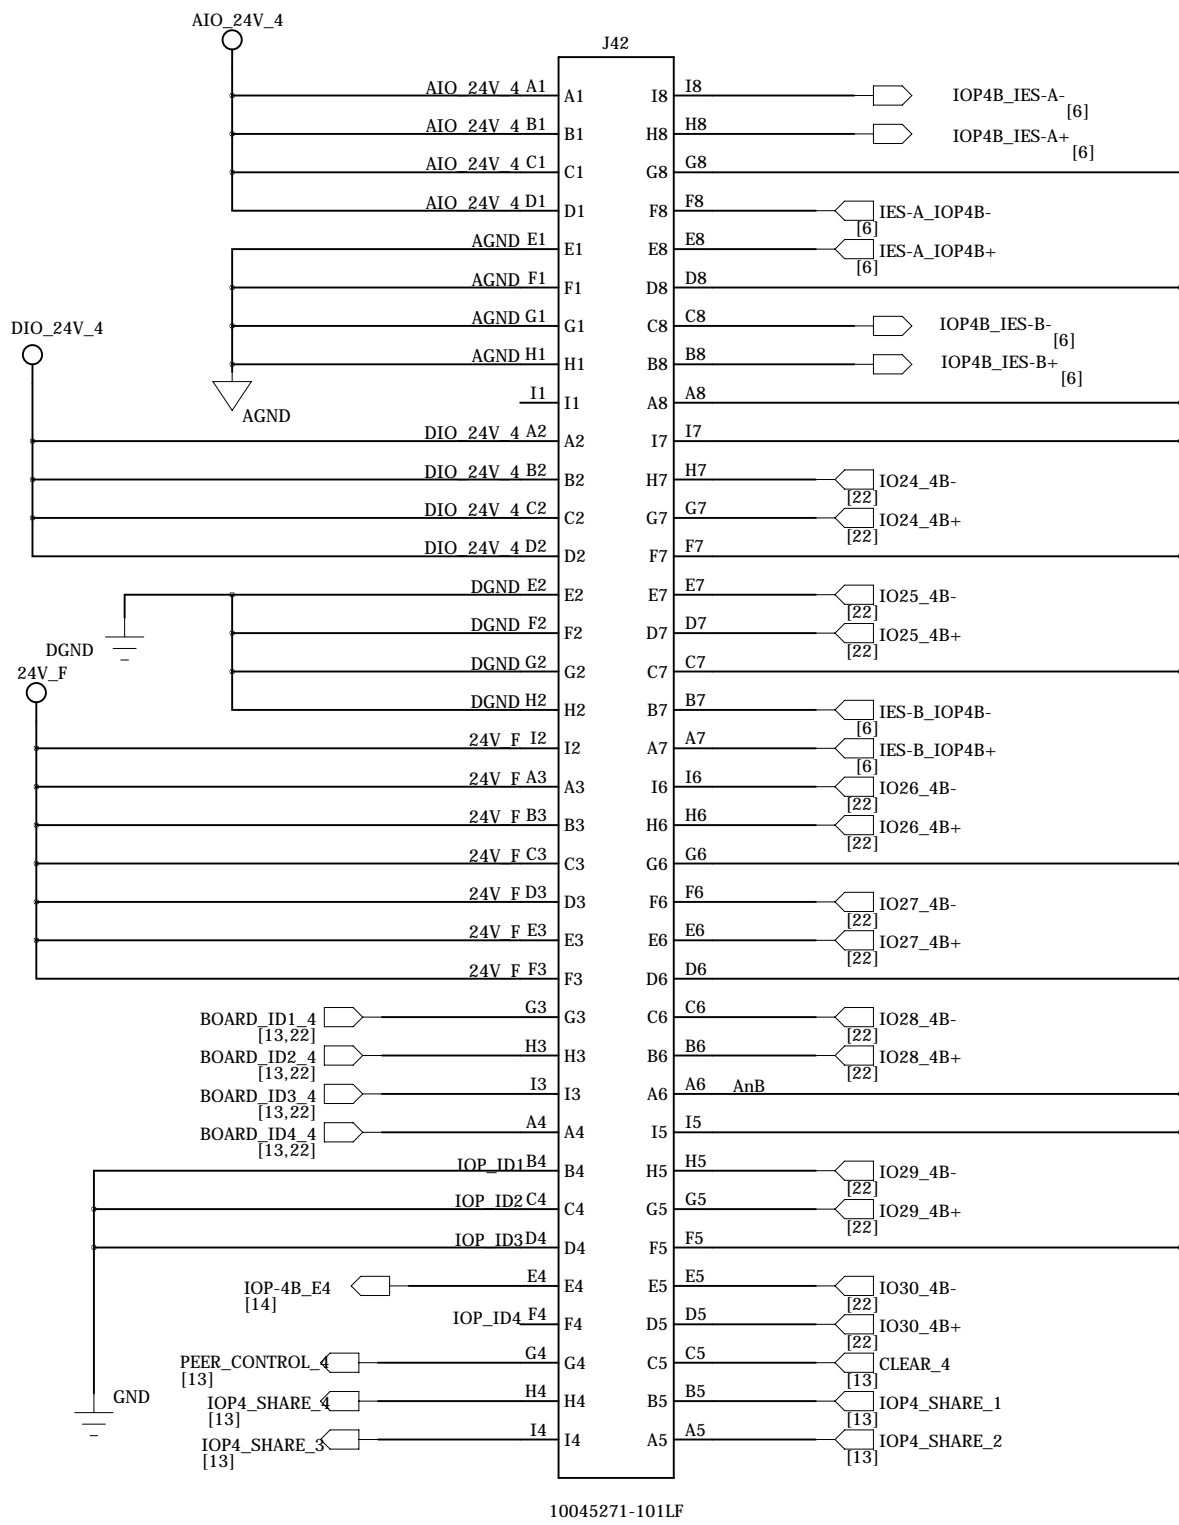 AIO_24V_4
J42
AIO_24V_4 A1 A1 I8 I8 IOP4B_IES-A- [6]
AIO_24V_4 B1 B1 H8 H8 IOP4B_IES-A+ [6]
AIO_24V_4 C1 C1 G8 G8
AIO_24V_4 D1 D1 F8 F8 IES-A_IOP4B- [6]
AGND E1 E1 E8 E8 IES-A_IOP4B+ [6]
AGND F1 F1 D8 D8
AGND G1 G1 C8 C8 IOP4B_IES-B- [6]
DIO_24V_4
AGND H1 H1 B8 B8 IOP4B_IES-B+ [6]
I1 I1 A8 A8
AGND
DIO_24V_4 A2 A2 I7 I7
DIO_24V_4 B2 B2 H7 H7 IO24_4B- [22]
DIO_24V_4 C2 C2 G7 G7 IO24_4B+ [22]
DIO_24V_4 D2 D2 F7 F7
DGND E2 E2 E7 E7 IO25_4B- [22]
DGND F2 F2 D7 D7 IO25_4B+ [22]
DGND
24V_F
DGND G2 G2 C7 C7
DGND H2 H2 B7 B7 IES-B_IOP4B- [6]
24V_F I2 I2 A7 A7 IES-B_IOP4B+ [6]
24V_F A3 A3 I6 I6 IO26_4B- [22]
24V_F B3 B3 H6 H6 IO26_4B+ [22]
24V_F C3 C3 G6 G6
24V_F D3 D3 F6 F6 IO27_4B- [22]
24V_F E3 E3 E6 E6 IO27_4B+ [22]
24V_F F3 F3 D6 D6
BOARD_ID1_4 [13,22] G3 G3 C6 C6 IO28_4B- [22]
BOARD_ID2_4 [13,22] H3 H3 B6 B6 IO28_4B+ [22]
BOARD_ID3_4 [13,22] I3 I3 A6 A6 AnB
BOARD_ID4_4 [13,22] A4 A4 I5 I5
IOP_ID1 B4 B4 H5 H5 IO29_4B- [22]
IOP_ID2 C4 C4 G5 G5 IO29_4B+ [22]
IOP_ID3 D4 D4 F5 F5
IOP-4B_E4 [14] E4 E4 E5 E5 IO30_4B- [22]
IOP_ID4 F4 F4 D5 D5 IO30_4B+ [22]
PEER_CONTROL_4 [13] G4 G4 C5 C5 CLEAR_4 [13]
GND
IOP4_SHARE_4 [13] H4 H4 B5 B5 IOP4_SHARE_1 [13]
IOP4_SHARE_3 [13] I4 I4 A5 A5 IOP4_SHARE_2 [13]
10045271-101LF